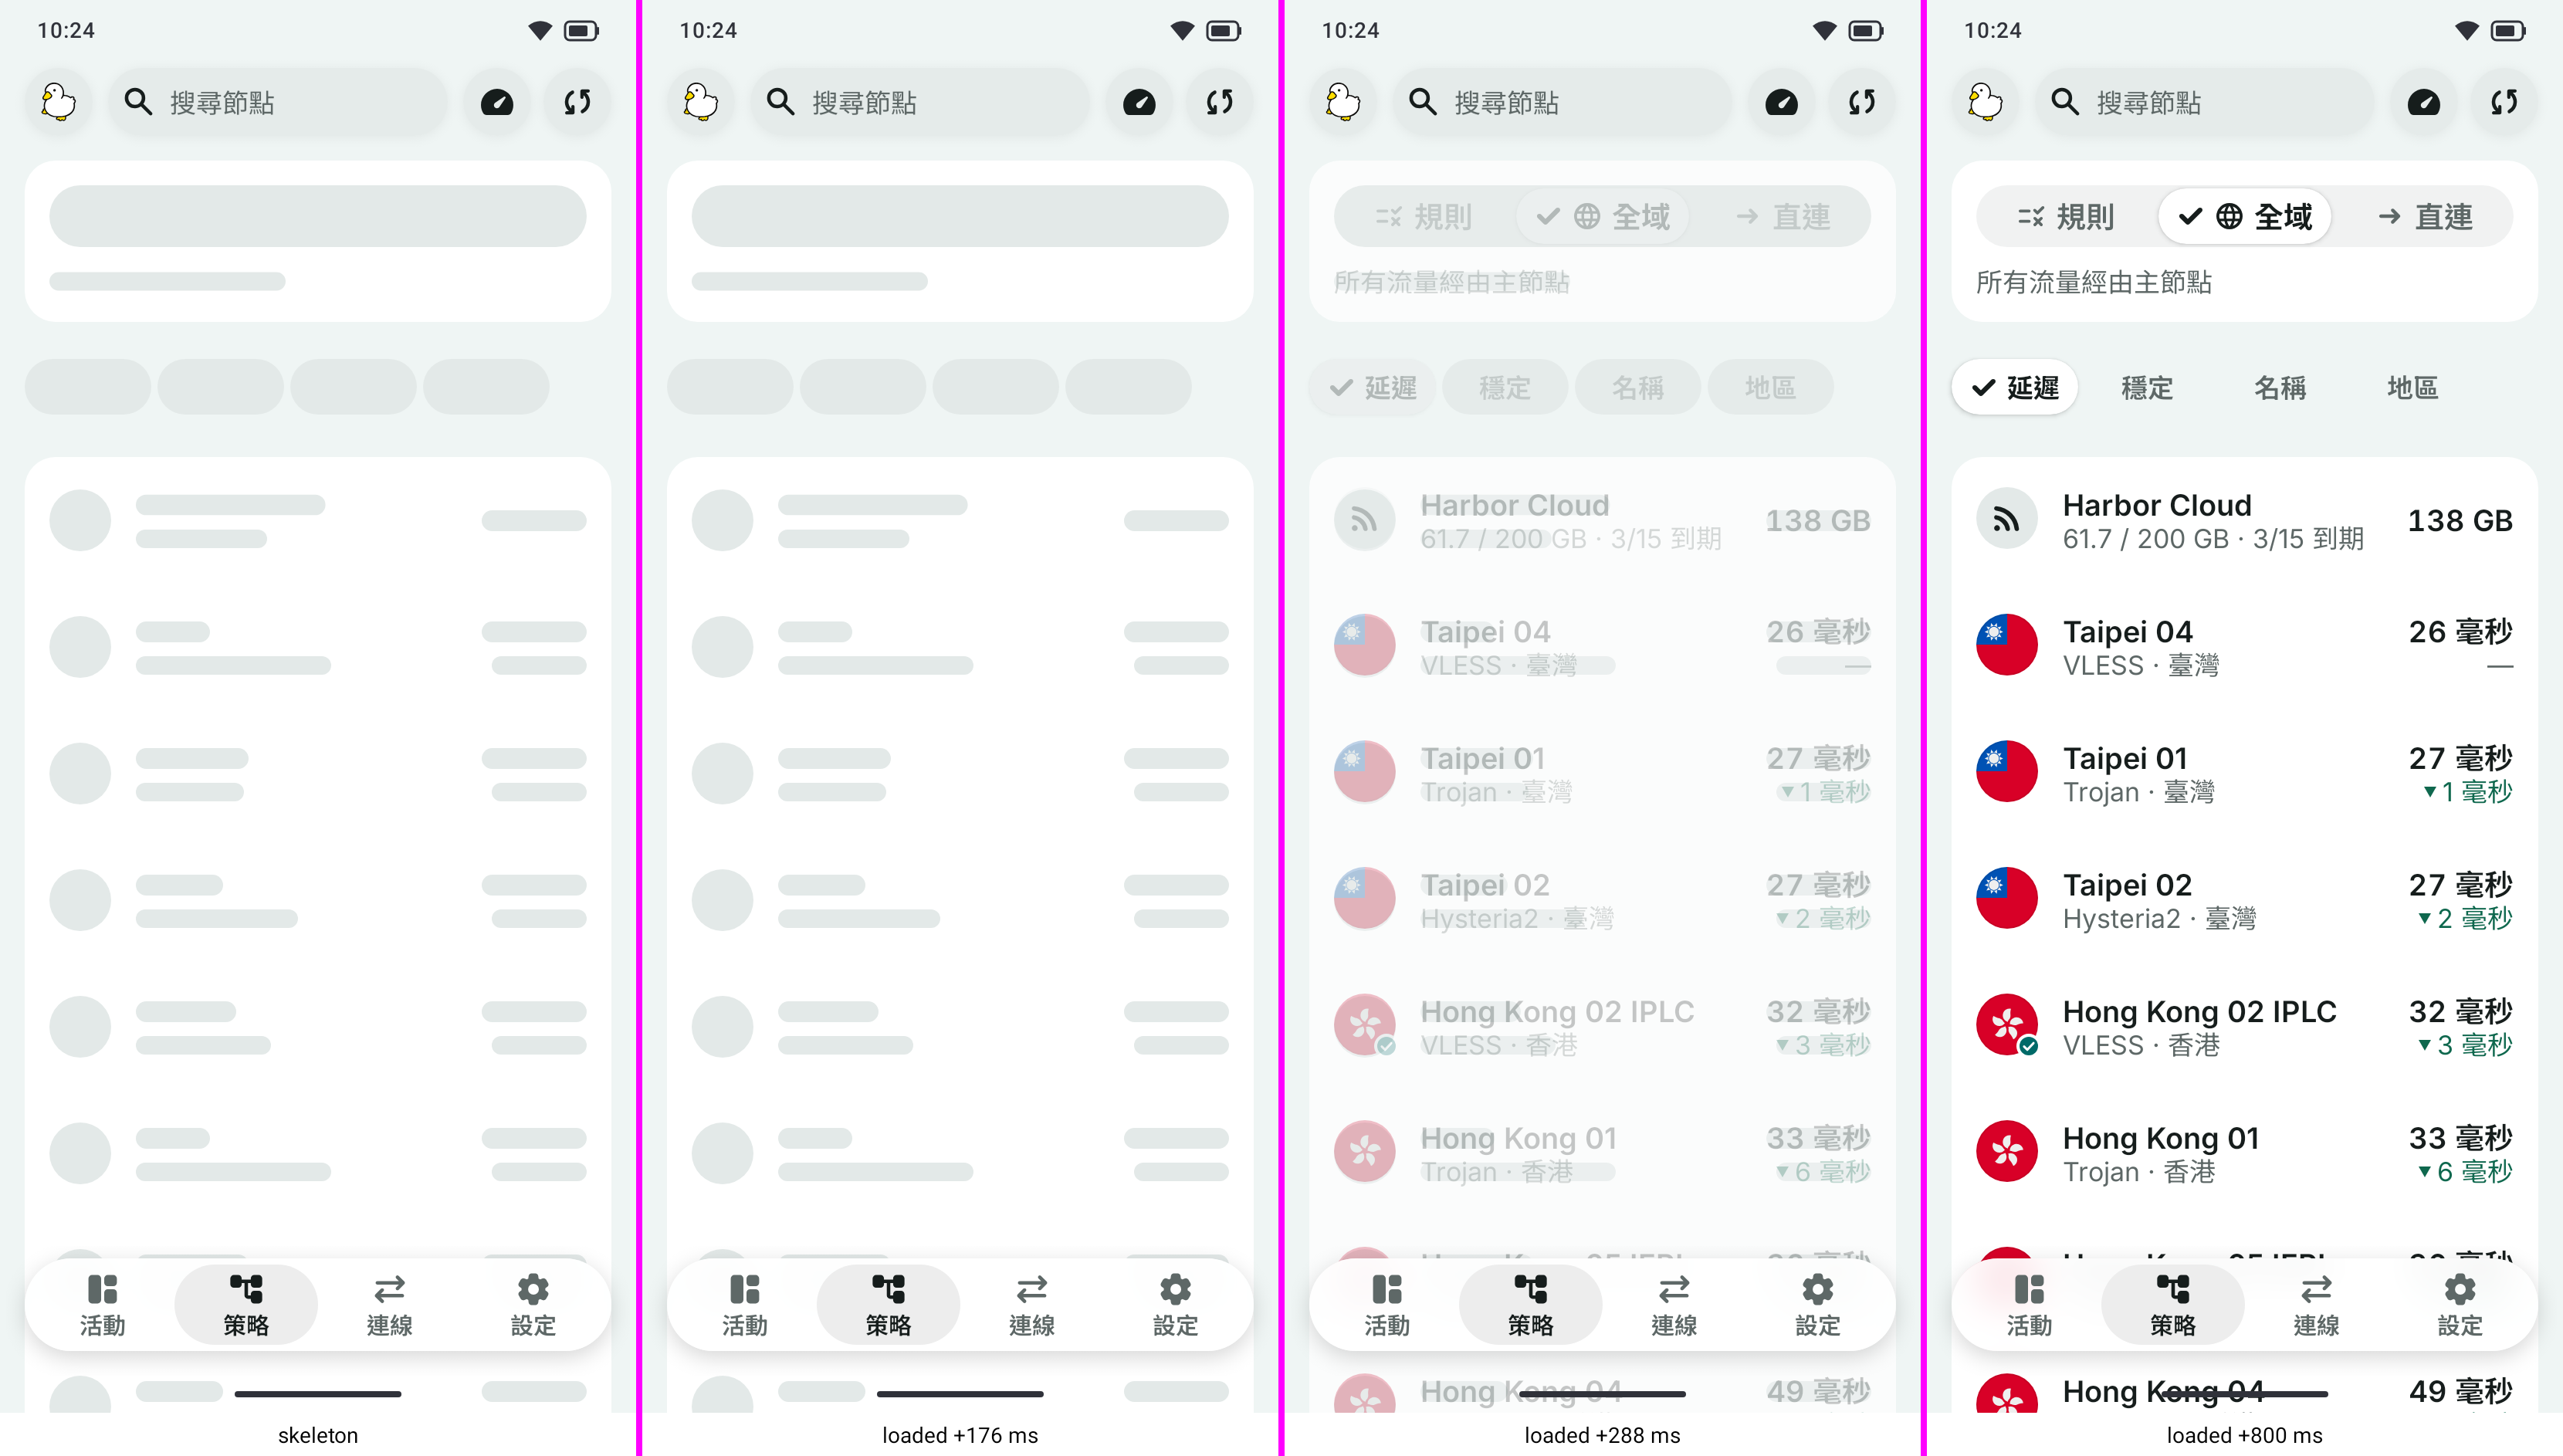 10:24
搜尋節點
活動
策略
連線
設定
skeleton
10:24
搜尋節點
活動
策略
連線
設定
loaded +176 ms
10:24
搜尋節點
規則
全域
直連
所有流量經由主節點
延遲
穩定
名稱
地區
Harbor Cloud
138 GB
61.7 / 200 GB · 3/15 到期
Taipei 04
26 毫秒
VLESS · 臺灣
—
Taipei 01
27 毫秒
Trojan · 臺灣
▼1 毫秒
Taipei 02
27 毫秒
Hysteria2 · 臺灣
▼2 毫秒
Hong Kong 02 IPLC
32 毫秒
VLESS · 香港
▼3 毫秒
Hong Kong 01
33 毫秒
Trojan · 香港
▼6 毫秒
活動
策略
連線
設定
Hong Kong 04
49 毫秒
loaded +288 ms
10:24
搜尋節點
規則
全域
直連
所有流量經由主節點
延遲
穩定
名稱
地區
Harbor Cloud
138 GB
61.7 / 200 GB · 3/15 到期
Taipei 04
26 毫秒
VLESS · 臺灣
—
Taipei 01
27 毫秒
Trojan · 臺灣
▼1 毫秒
Taipei 02
27 毫秒
Hysteria2 · 臺灣
▼2 毫秒
Hong Kong 02 IPLC
32 毫秒
VLESS · 香港
▼3 毫秒
Hong Kong 01
33 毫秒
Trojan · 香港
▼6 毫秒
活動
策略
連線
設定
Hong Kong 04
49 毫秒
loaded +800 ms